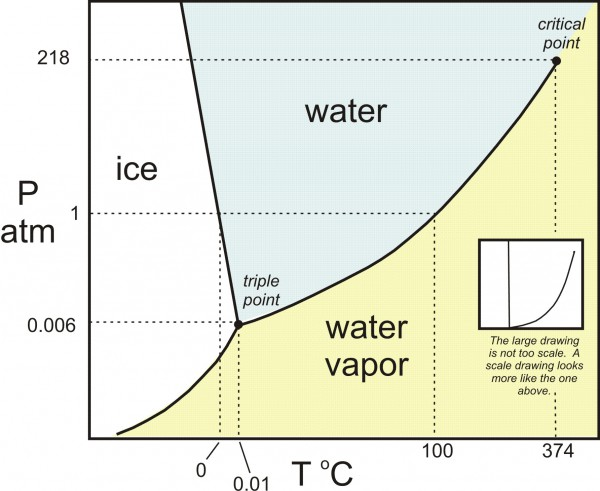 critical
point
218
water
ice
P
atm
1
triple
point
0.006
water
vapor
The large drawing
is not too scale. A
scale drawing looks
more like the one
above.
0
0.01
T °C
100
374